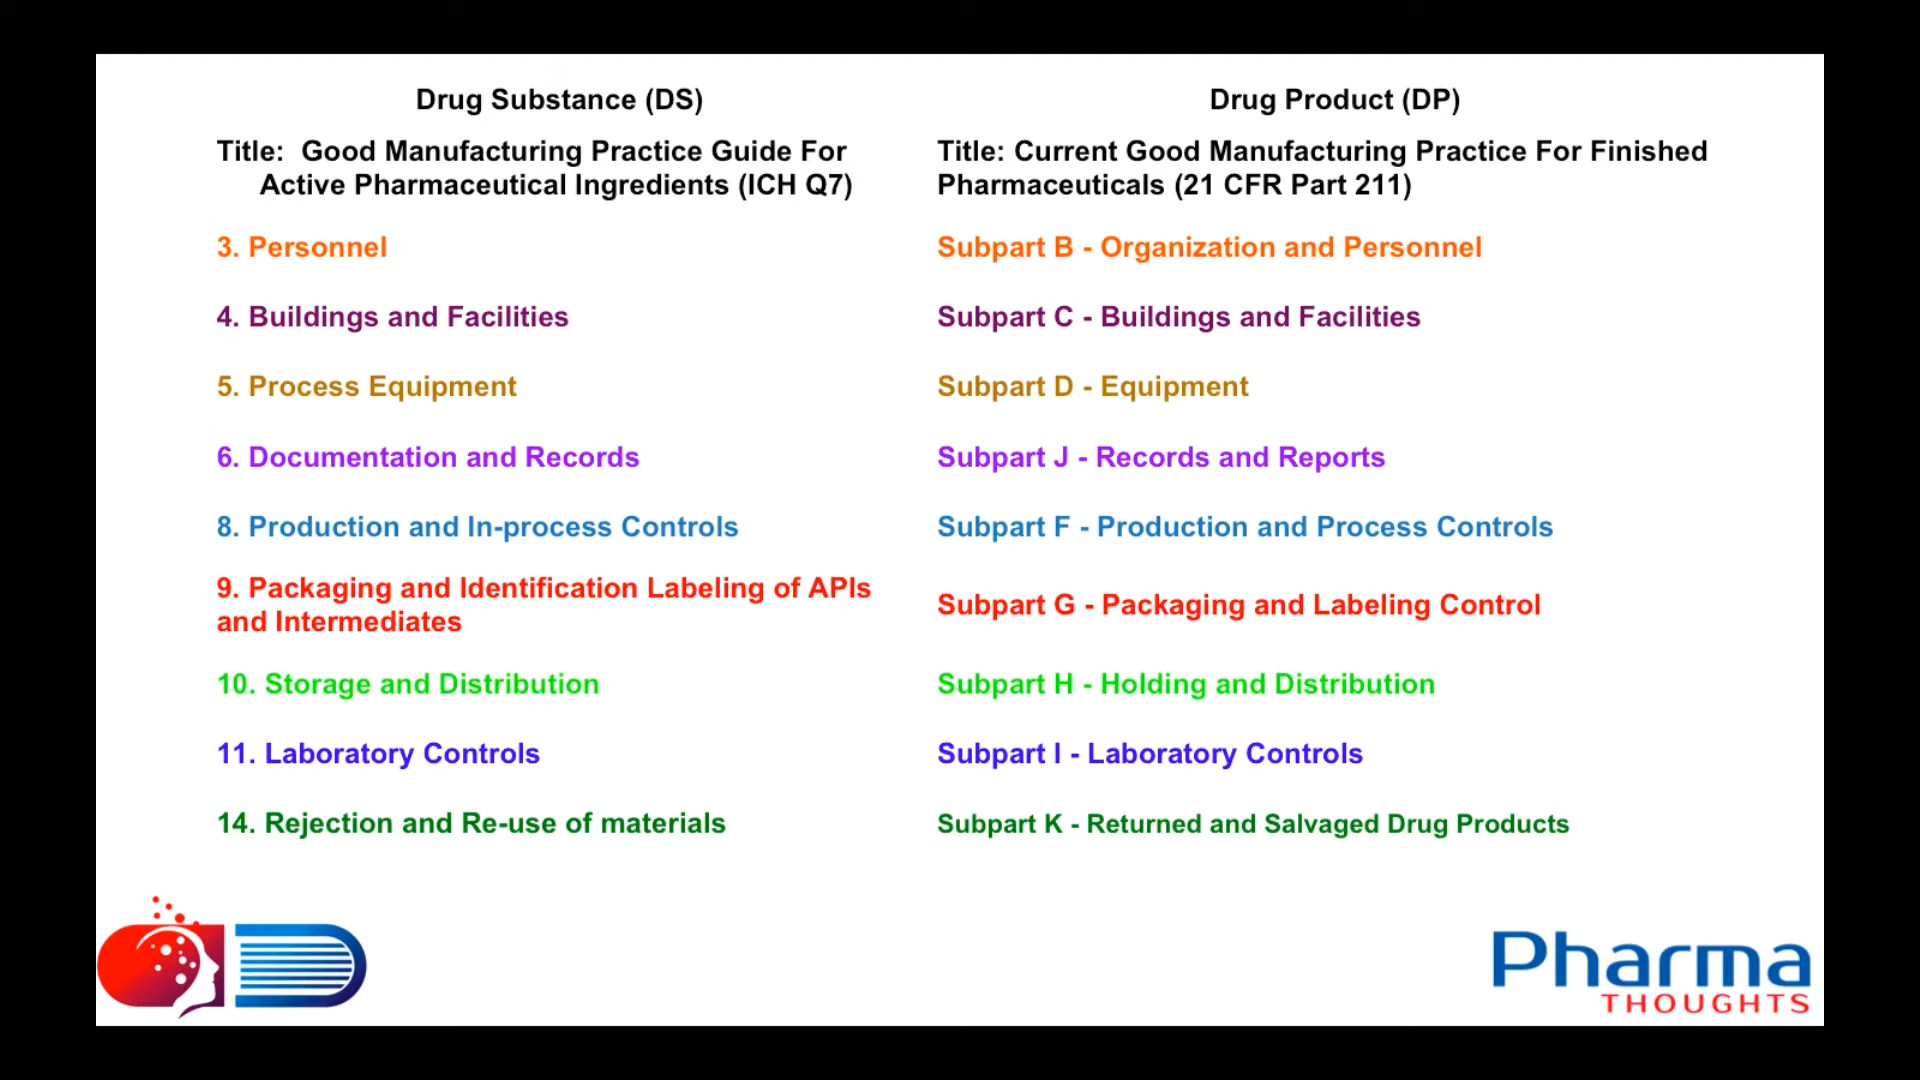 Drug Substance (DS)
Drug Product (DP)
Title:  Good Manufacturing Practice Guide For
Active Pharmaceutical Ingredients (ICH Q7)
Title: Current Good Manufacturing Practice For Finished
Pharmaceuticals (21 CFR Part 211)
3. Personnel
Subpart B - Organization and Personnel
4. Buildings and Facilities
Subpart C - Buildings and Facilities
5. Process Equipment
Subpart D - Equipment
6. Documentation and Records
Subpart J - Records and Reports
8. Production and In-process Controls
Subpart F - Production and Process Controls
9. Packaging and Identification Labeling of APIs
and Intermediates
Subpart G - Packaging and Labeling Control
10. Storage and Distribution
Subpart H - Holding and Distribution
11. Laboratory Controls
Subpart I - Laboratory Controls
14. Rejection and Re-use of materials
Subpart K - Returned and Salvaged Drug Products
Pharma
THOUGHTS